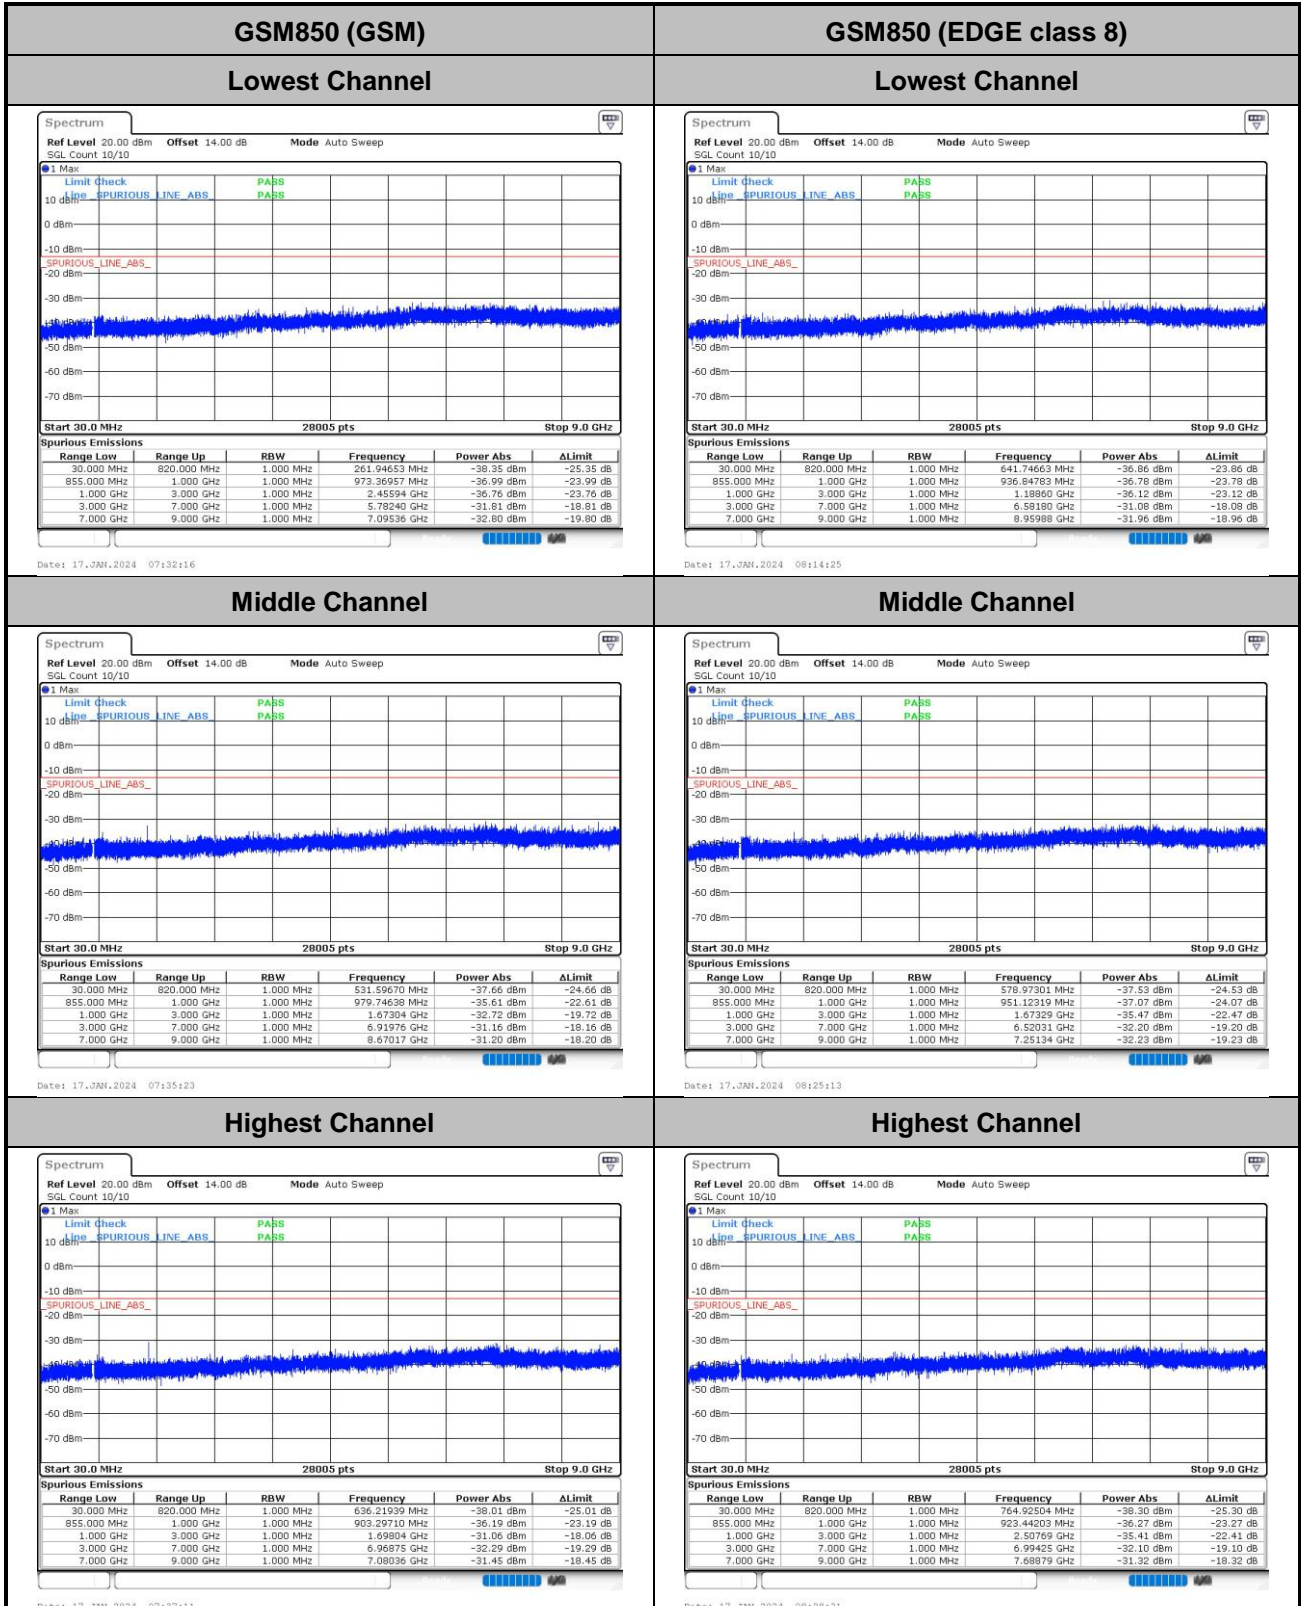 GSM850 (GSM) GSM850 (EDGE class 8)
Lowest Channel Lowest Channel
Spectrum
Ref Level 20.00 dBm Offset 14.00 dB Mode Auto Sweep
SGL Count 10/10
1 Max
Limit Check PASS
Line _SPURIOUS_LINE_ABS_ PASS
10 dBm
0 dBm
-10 dBm
_SPURIOUS_LINE_ABS_
-20 dBm
-30 dBm
-40 dBm
-50 dBm
-60 dBm
-70 dBm
Start 30.0 MHz 28005 pts Stop 9.0 GHz
Spurious Emissions
Range Low Range Up RBW Frequency Power Abs ΔLimit
30.000 MHz 820.000 MHz 1.000 MHz 261.94653 MHz -38.35 dBm -25.35 dB
855.000 MHz 1.000 GHz 1.000 MHz 973.36957 MHz -36.99 dBm -23.99 dB
1.000 GHz 3.000 GHz 1.000 MHz 2.45594 GHz -36.76 dBm -23.76 dB
3.000 GHz 7.000 GHz 1.000 MHz 5.78240 GHz -31.81 dBm -18.81 dB
7.000 GHz 9.000 GHz 1.000 MHz 7.09536 GHz -32.80 dBm -19.80 dB
Date: 17.JAN.2024 07:32:16
Spectrum
Ref Level 20.00 dBm Offset 14.00 dB Mode Auto Sweep
SGL Count 10/10
1 Max
Limit Check PASS
Line _SPURIOUS_LINE_ABS_ PASS
10 dBm
0 dBm
-10 dBm
_SPURIOUS_LINE_ABS_
-20 dBm
-30 dBm
-40 dBm
-50 dBm
-60 dBm
-70 dBm
Start 30.0 MHz 28005 pts Stop 9.0 GHz
Spurious Emissions
Range Low Range Up RBW Frequency Power Abs ΔLimit
30.000 MHz 820.000 MHz 1.000 MHz 641.74663 MHz -36.86 dBm -23.86 dB
855.000 MHz 1.000 GHz 1.000 MHz 936.84783 MHz -36.78 dBm -23.78 dB
1.000 GHz 3.000 GHz 1.000 MHz 1.18860 GHz -36.12 dBm -23.12 dB
3.000 GHz 7.000 GHz 1.000 MHz 6.58180 GHz -31.08 dBm -18.08 dB
7.000 GHz 9.000 GHz 1.000 MHz 8.95988 GHz -31.96 dBm -18.96 dB
Date: 17.JAN.2024 08:14:25
Middle Channel Middle Channel
Spectrum
Ref Level 20.00 dBm Offset 14.00 dB Mode Auto Sweep
SGL Count 10/10
1 Max
Limit Check PASS
Line _SPURIOUS_LINE_ABS_ PASS
10 dBm
0 dBm
-10 dBm
_SPURIOUS_LINE_ABS_
-20 dBm
-30 dBm
-40 dBm
-50 dBm
-60 dBm
-70 dBm
Start 30.0 MHz 28005 pts Stop 9.0 GHz
Spurious Emissions
Range Low Range Up RBW Frequency Power Abs ΔLimit
30.000 MHz 820.000 MHz 1.000 MHz 531.59670 MHz -37.66 dBm -24.66 dB
855.000 MHz 1.000 GHz 1.000 MHz 979.74638 MHz -35.61 dBm -22.61 dB
1.000 GHz 3.000 GHz 1.000 MHz 1.67304 GHz -32.72 dBm -19.72 dB
3.000 GHz 7.000 GHz 1.000 MHz 6.91976 GHz -31.16 dBm -18.16 dB
7.000 GHz 9.000 GHz 1.000 MHz 8.67017 GHz -31.20 dBm -18.20 dB
Date: 17.JAN.2024 07:35:23
Spectrum
Ref Level 20.00 dBm Offset 14.00 dB Mode Auto Sweep
SGL Count 10/10
1 Max
Limit Check PASS
Line _SPURIOUS_LINE_ABS_ PASS
10 dBm
0 dBm
-10 dBm
_SPURIOUS_LINE_ABS_
-20 dBm
-30 dBm
-40 dBm
-50 dBm
-60 dBm
-70 dBm
Start 30.0 MHz 28005 pts Stop 9.0 GHz
Spurious Emissions
Range Low Range Up RBW Frequency Power Abs ΔLimit
30.000 MHz 820.000 MHz 1.000 MHz 578.97301 MHz -37.53 dBm -24.53 dB
855.000 MHz 1.000 GHz 1.000 MHz 951.12319 MHz -37.07 dBm -24.07 dB
1.000 GHz 3.000 GHz 1.000 MHz 1.67329 GHz -35.47 dBm -22.47 dB
3.000 GHz 7.000 GHz 1.000 MHz 6.52031 GHz -32.20 dBm -19.20 dB
7.000 GHz 9.000 GHz 1.000 MHz 7.25134 GHz -32.23 dBm -19.23 dB
Date: 17.JAN.2024 08:25:13
Highest Channel Highest Channel
Spectrum
Ref Level 20.00 dBm Offset 14.00 dB Mode Auto Sweep
SGL Count 10/10
1 Max
Limit Check PASS
Line _SPURIOUS_LINE_ABS_ PASS
10 dBm
0 dBm
-10 dBm
_SPURIOUS_LINE_ABS_
-20 dBm
-30 dBm
-40 dBm
-50 dBm
-60 dBm
-70 dBm
Start 30.0 MHz 28005 pts Stop 9.0 GHz
Spurious Emissions
Range Low Range Up RBW Frequency Power Abs ΔLimit
30.000 MHz 820.000 MHz 1.000 MHz 636.21939 MHz -38.01 dBm -25.01 dB
855.000 MHz 1.000 GHz 1.000 MHz 903.29710 MHz -36.19 dBm -23.19 dB
1.000 GHz 3.000 GHz 1.000 MHz 1.69804 GHz -31.06 dBm -18.06 dB
3.000 GHz 7.000 GHz 1.000 MHz 6.96875 GHz -32.29 dBm -19.29 dB
7.000 GHz 9.000 GHz 1.000 MHz 7.08036 GHz -31.45 dBm -18.45 dB
Spectrum
Ref Level 20.00 dBm Offset 14.00 dB Mode Auto Sweep
SGL Count 10/10
1 Max
Limit Check PASS
Line _SPURIOUS_LINE_ABS_ PASS
10 dBm
0 dBm
-10 dBm
_SPURIOUS_LINE_ABS_
-20 dBm
-30 dBm
-40 dBm
-50 dBm
-60 dBm
-70 dBm
Start 30.0 MHz 28005 pts Stop 9.0 GHz
Spurious Emissions
Range Low Range Up RBW Frequency Power Abs ΔLimit
30.000 MHz 820.000 MHz 1.000 MHz 764.92504 MHz -38.30 dBm -25.30 dB
855.000 MHz 1.000 GHz 1.000 MHz 923.44203 MHz -36.27 dBm -23.27 dB
1.000 GHz 3.000 GHz 1.000 MHz 2.50769 GHz -35.41 dBm -22.41 dB
3.000 GHz 7.000 GHz 1.000 MHz 6.99425 GHz -32.10 dBm -19.10 dB
7.000 GHz 9.000 GHz 1.000 MHz 7.68879 GHz -31.32 dBm -18.32 dB